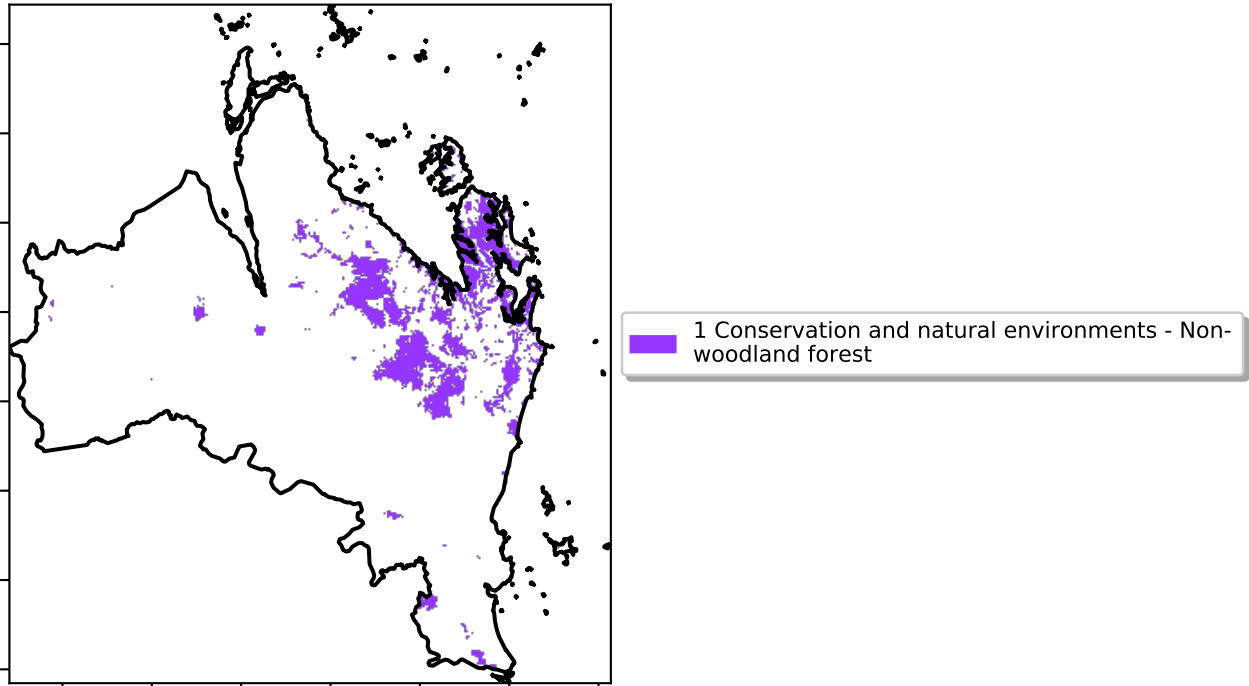 1 Conservation and natural environments - Non-
woodland forest